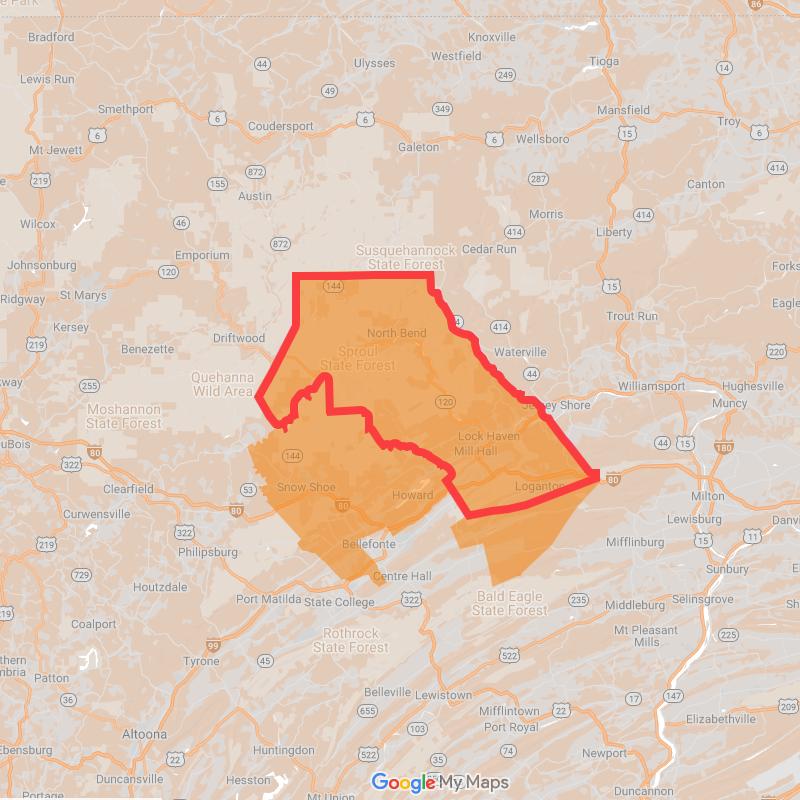 Bradford
Knoxville
86
Westfield
44
Ulysses
Tioga
249
14
Lewis Run
49
Smethport
349
Mansfield
6
6
Coudersport
6
15
Troy
6
6
Wellsboro
Mt Jewett
Galeton
219
872
414
155
287
Canton
Austin
Morris
414
Wilcox
46
414
Liberty
872
Susquehannock
State Forest
Cedar Run
Emporium
Johnsonburg
120
Forks
144
15
Ridgway
St Marys
Eagle
Kersey
North Bend
414
Trout Run
219
Driftwood
Benezette
Sproul
State Forest
Waterville
220
Quehanna
Wild Area
44
255
Williamsport
Hughesville
Moshannon
State Forest
120
Jersey Shore
Muncy
Lock Haven
44
15
180
80
Mill Hall
144
322
Loganton
80
Clearfield
53
Snow Shoe
Howard
Milton
80
80
Curwensville
Lewisburg
322
Bellefonte
15
11
Philipsburg
Mifflinburg
729
Centre Hall
Sunbury
Houtzdale
Bald Eagle
State Forest
Port Matilda
State College
322
235
Middleburg
Selinsgrove
Coalport
Rothrock
State Forest
Mt Pleasant
Mills
225
99
522
Tyrone
45
Patton
Belleville
Lewistown
17
147
36
655
Mifflintown
22
209
Port Royal
Elizabethville
Altoona
103
522
74
Ebensburg
22
Huntingdon
35
Newport
Duncansville
Hesston
Google My Maps
Duncannon
Portage
Mt Union